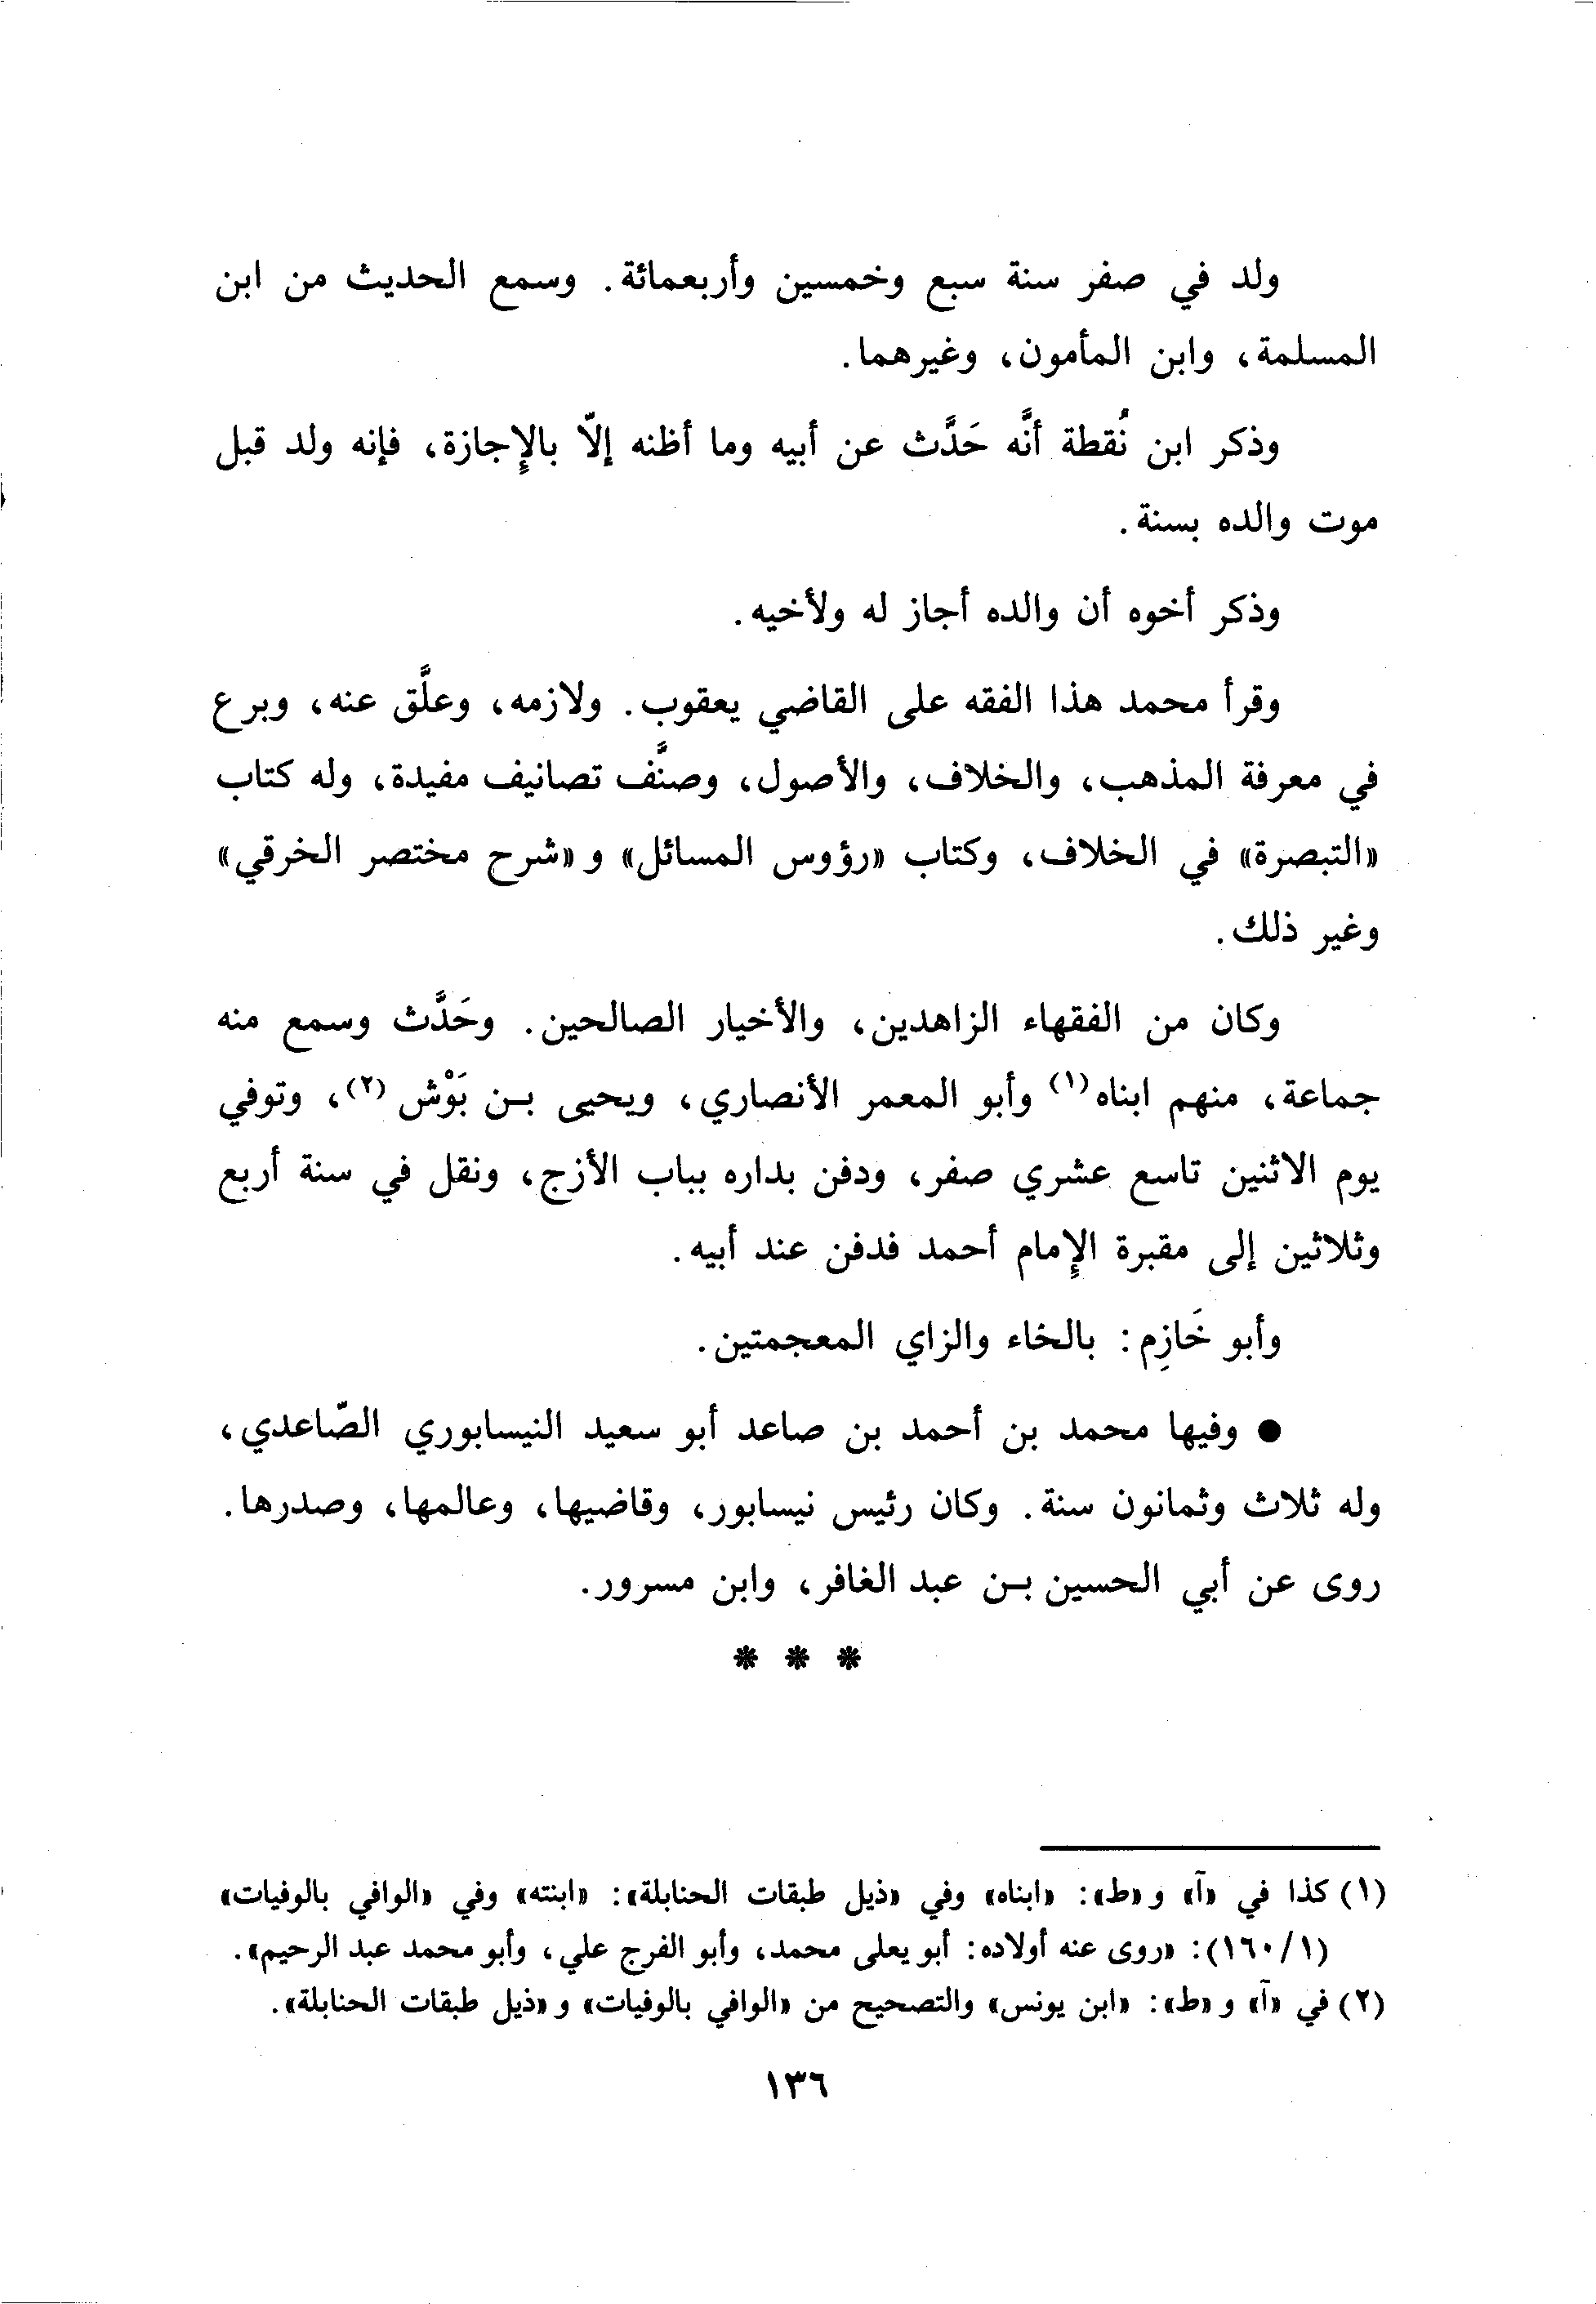 ولد في صفر سنة سبع وخمسين وأربعمائة. وسمع الحديث من ابن
المسلمة، وابن المأمون، وغيرهما.
وذكر ابن نُقطة أنَّه حَدَّث عن أبيه وما أظنه إلاّ بالإِجازة، فإنه ولد قبل
موت والده بسنة.
وذكر أخوه أن والده أجاز له ولأخيه.
وقرأ محمد هذا الفقه على القاضي يعقوب. ولازمه، وعلَّق عنه، وبرع
في معرفة المذهب، والخلاف، والأصول، وصنَّف تصانيف مفيدة، وله كتاب
«التبصرة» في الخلاف، وكتاب «رؤوس المسائل» و «شرح مختصر الخرقي»
وغير ذلك.
وكان من الفقهاء الزاهدين، والأخيار الصالحين. وحَدَّث وسمع منه
جماعة، منهم ابناه(١) وأبو المعمر الأنصاري، ويحيى بـن بَوْش(٢)، وتوفي
يوم الاثنين تاسع عشري صفر، ودفن بداره بباب الأزج، ونقل في سنة أربع
وثلاثين إلى مقبرة الإِمام أحمد فدفن عند أبيه.
وأبو خَازِم: بالخاء والزاي المعجمتين.
● وفيها محمد بن أحمد بن صاعد أبو سعيد النيسابوري الصّاعدي،
وله ثلاث وثمانون سنة. وكان رئيس نيسابور، وقاضيها، وعالمها، وصدرها.
روى عن أبي الحسين بـن عبد الغافر، وابن مسرور.
* * *
(١) كذا في «آ» و «ط»: «ابناه» وفي «ذيل طبقات الحنابلة»: «ابنته» وفي «الوافي بالوفيات»
(١/ ١٦٠): «روى عنه أولاده: أبو يعلى محمد، وأبو الفرج علي، وأبو محمد عبد الرحيم».
(٢) في «آ» و «ط»: «ابن يونس» والتصحيح من «الوافي بالوفيات» و «ذيل طبقات الحنابلة».
١٣٦